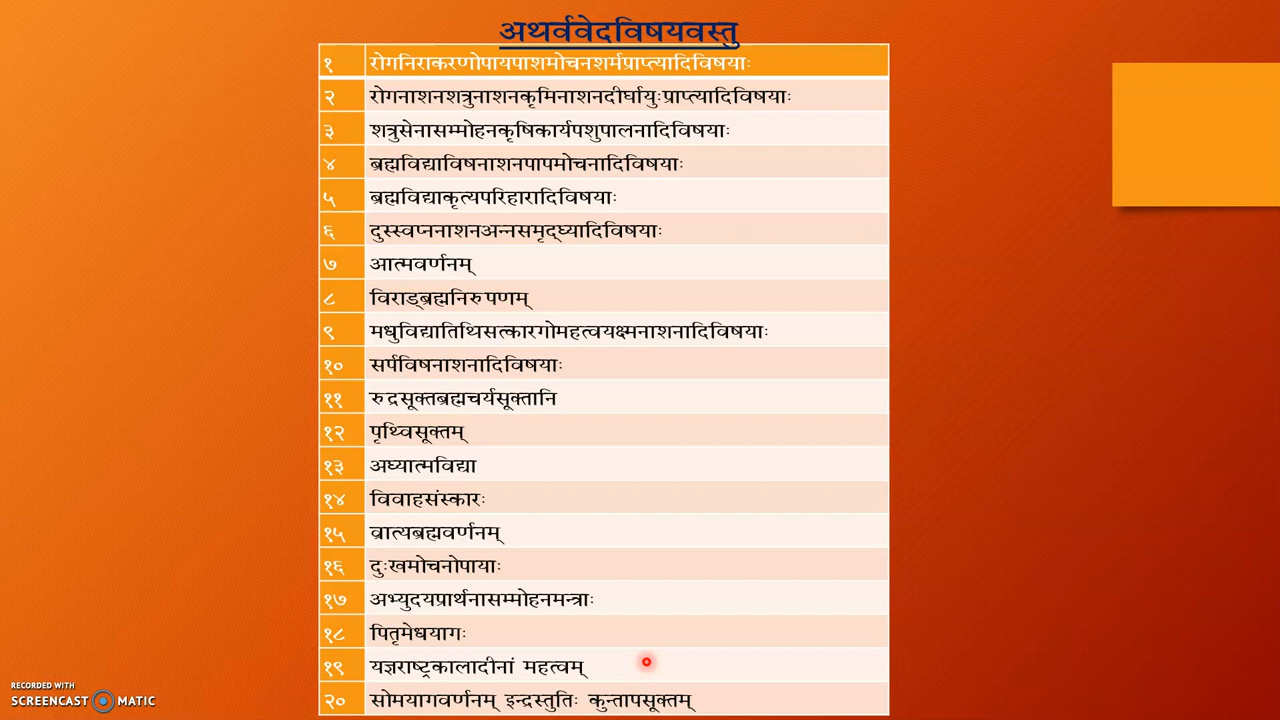 अथर्ववेदविषयवस्तु
१ रोगनिराकरणोपायपाशमोचनशर्मप्राप्त्यादिविषयाः
२ रोगनाशनशत्रुनाशनकृमिनाशनदीर्घायुःप्राप्त्यादिविषयाः
३ शत्रुसेनासम्मोहनकृषिकार्यपशुपालनादिविषयाः
४ ब्रह्मविद्याविषनाशनपापमोचनादिविषयाः
५ ब्रह्मविद्याकृत्यपरिहारादिविषयाः
६ दुस्स्वप्ननाशनअन्नसमृद्घ्यादिविषयाः
७ आत्मवर्णनम्
८ विराड्ब्रह्मनिरुपणम्
९ मधुविद्यातिथिसत्कारगोमहत्वयक्ष्मनाशनादिविषयाः
१० सर्पविषनाशनादिविषयाः
११ रुद्रसूक्तब्रह्मचर्यसूक्तानि
१२ पृथ्विसूक्तम्
१३ अघ्यात्मविद्या
१४ विवाहसंस्कारः
१५ व्रात्यब्रह्मवर्णनम्
१६ दुःखमोचनोपायाः
१७ अभ्युदयप्रार्थनासम्मोहनमन्त्राः
१८ पितृमेधयागः
१९ यज्ञराष्ट्रकालादीनां महत्वम्
२० सोमयागवर्णनम् इन्द्रस्तुतिः कुन्तापसूक्तम्
RECORDED WITH
SCREENCAST MATIC